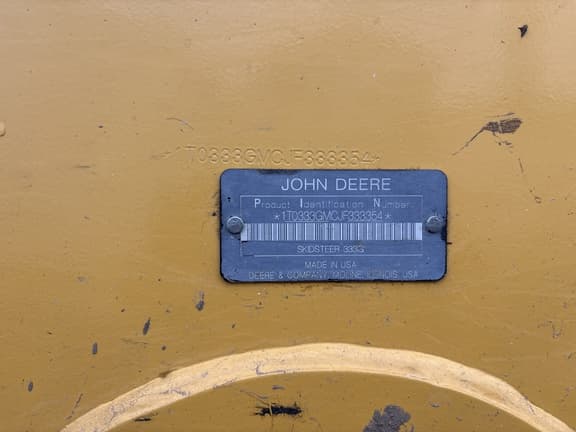 1T0333GMCJF333354*
JOHN DEERE
Product Identification Number
*1T0333GMCJF333354*
SKIDSTEER 333G
MADE IN USA
DEERE & COMPANY MOLINE ILLINOIS USA